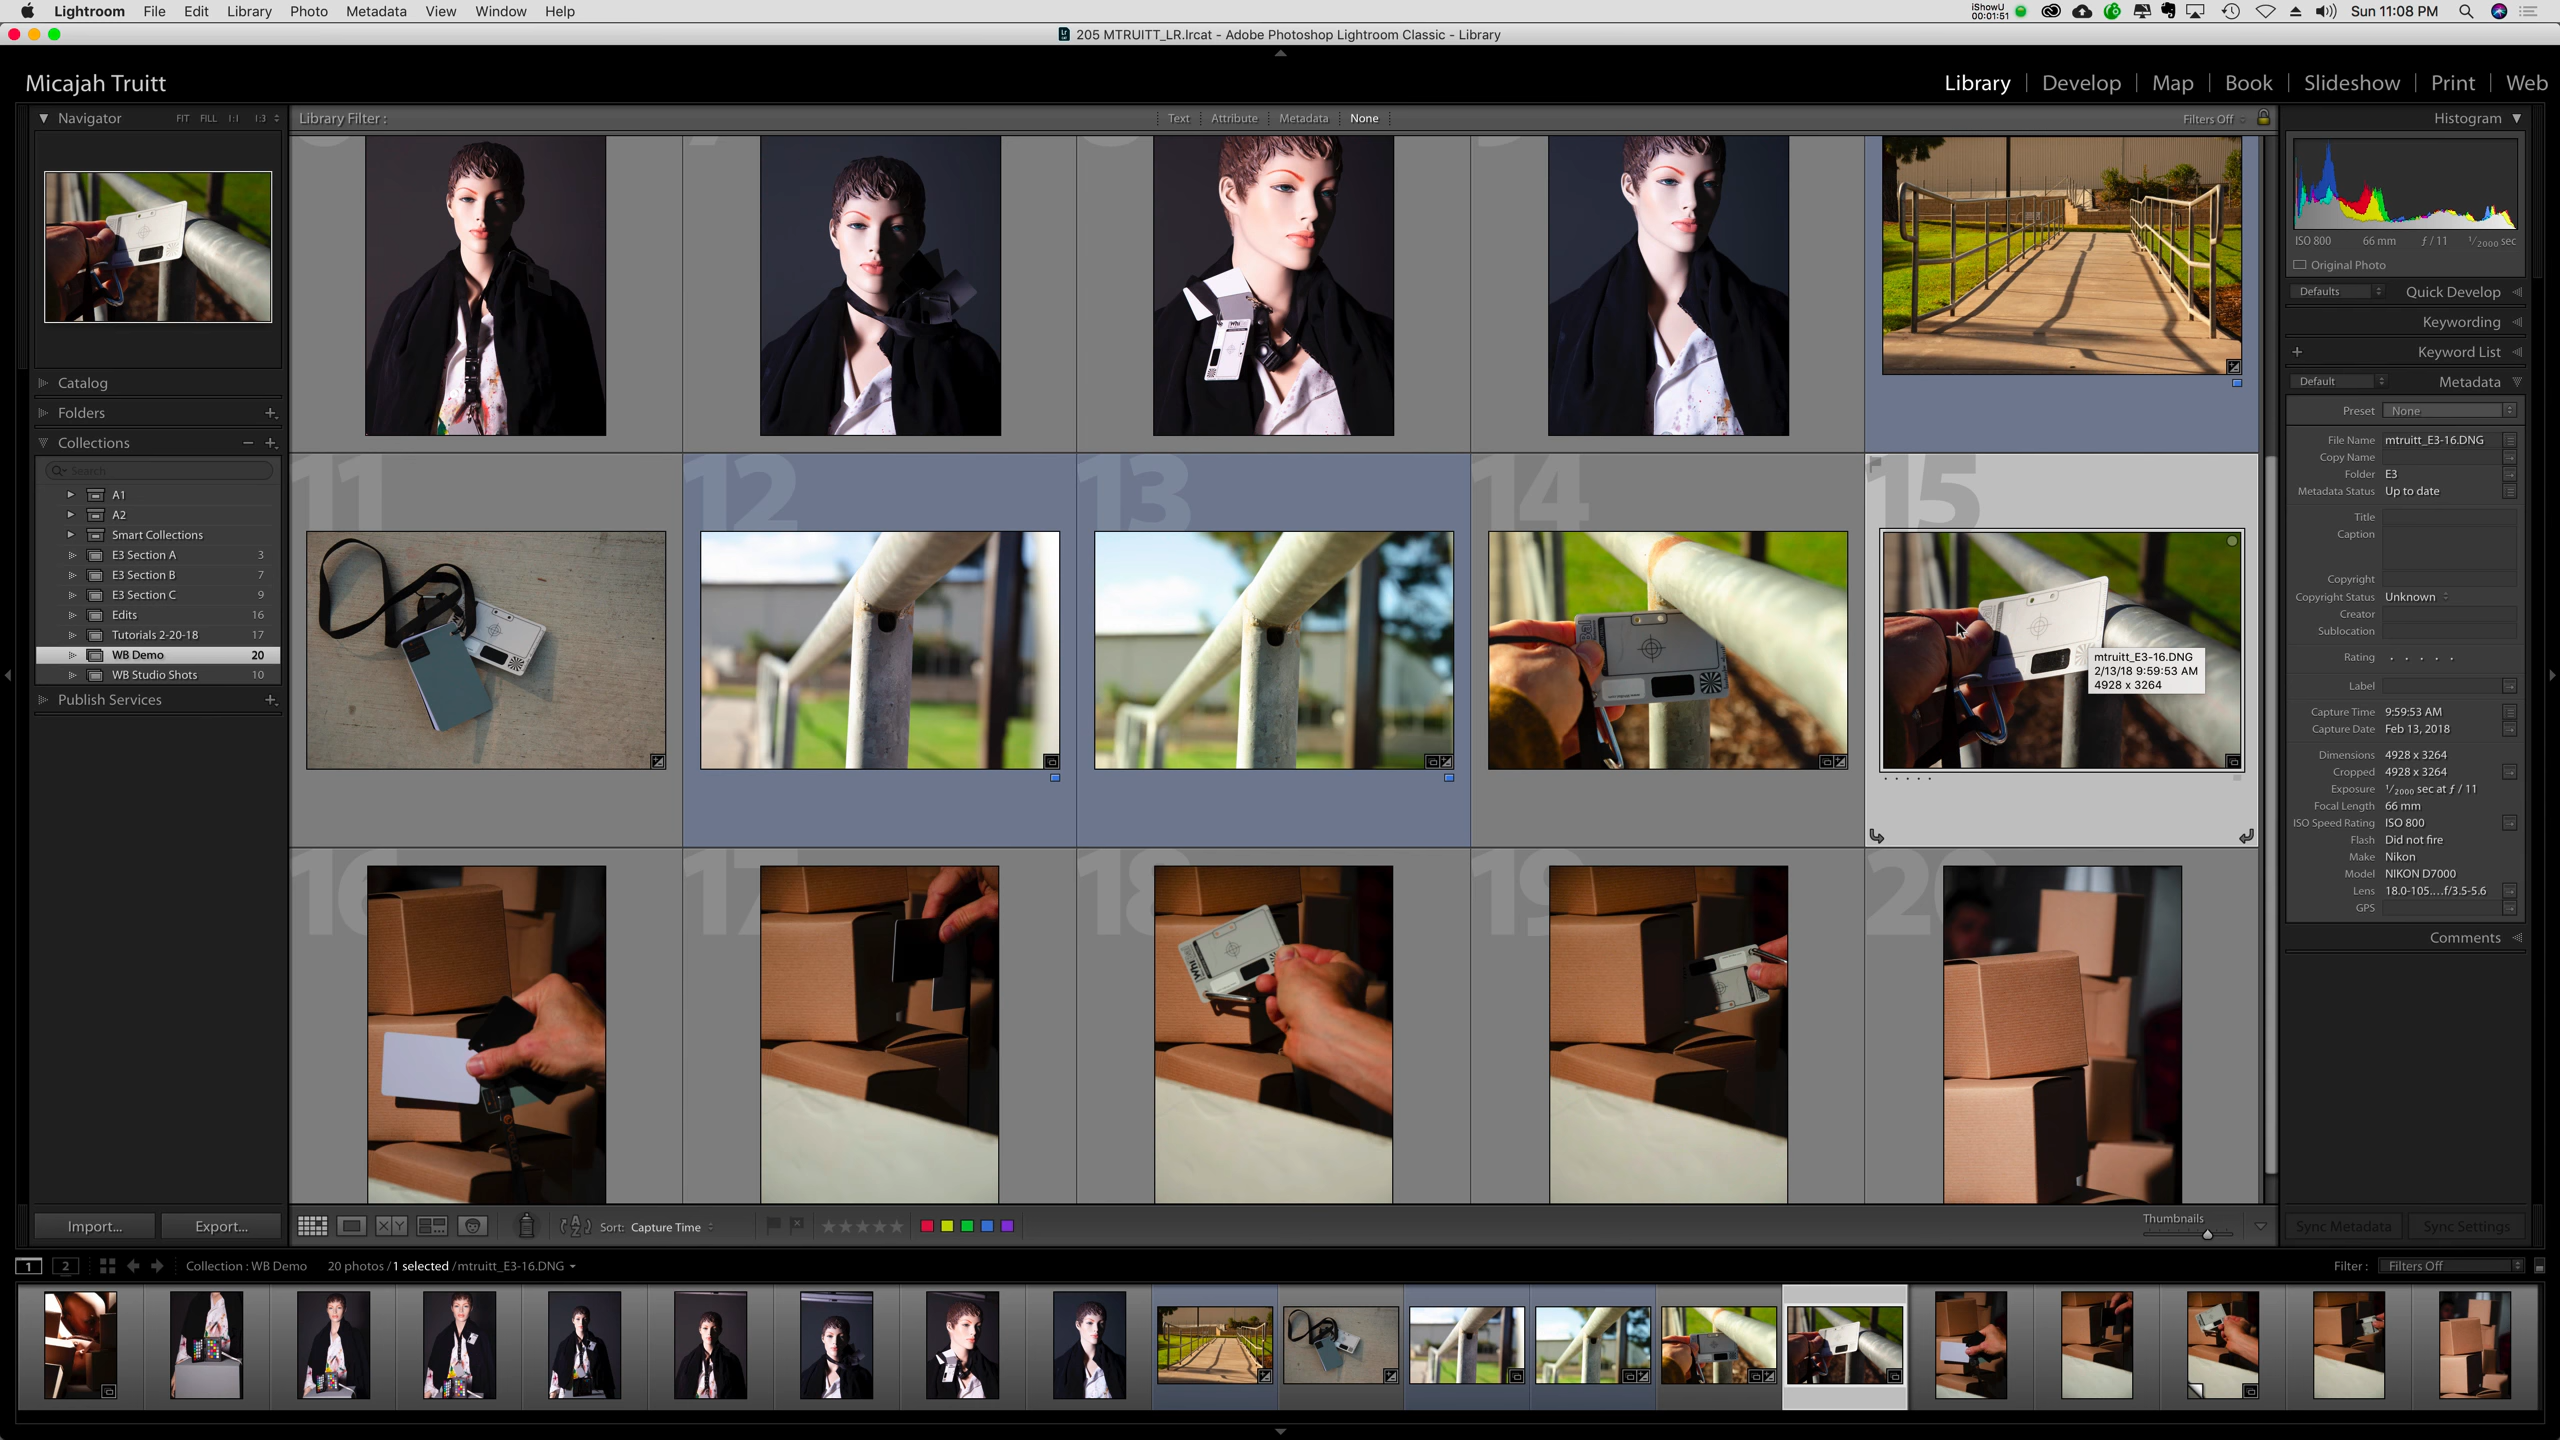 Lightroom File Edit Library Photo Metadata View Window Help
iShowU
00:01:51
Sun 11:08 PM
205 MTRUITT_LR.lrcat - Adobe Photoshop Lightroom Classic - Library
Micajah Truitt
Library | Develop | Map | Book | Slideshow | Print | Web
Navigator FIT FILL 1:1 1:3
Catalog
Folders
Collections
Search
A1
A2
Smart Collections
E3 Section A 3
E3 Section B 7
E3 Section C 9
Edits 16
Tutorials 2-20-18 17
WB Demo 20
WB Studio Shots 10
Publish Services
Import... Export...
Library Filter : Text Attribute Metadata None Filters Off
11 12 13 14 15
mtruitt_E3-16.DNG
2/13/18 9:59:53 AM
4928 x 3264
16 17 18 19 20
Sort: Capture Time
Thumbnails
Histogram
ISO 800 66 mm ƒ / 11 1/2000 sec
Original Photo
Defaults Quick Develop
Keywording
Keyword List
Default Metadata
Preset None
File Name mtruitt_E3-16.DNG
Copy Name
Folder E3
Metadata Status Up to date
Title
Caption
Copyright
Copyright Status Unknown
Creator
Sublocation
Rating
Label
Capture Time 9:59:53 AM
Capture Date Feb 13, 2018
Dimensions 4928 x 3264
Cropped 4928 x 3264
Exposure 1/2000 sec at ƒ / 11
Focal Length 66 mm
ISO Speed Rating ISO 800
Flash Did not fire
Make Nikon
Model NIKON D7000
Lens 18.0-105....f/3.5-5.6
GPS
Comments
Sync Metadata Sync Settings
1 2 Collection : WB Demo 20 photos / 1 selected / mtruitt_E3-16.DNG
Filter : Filters Off